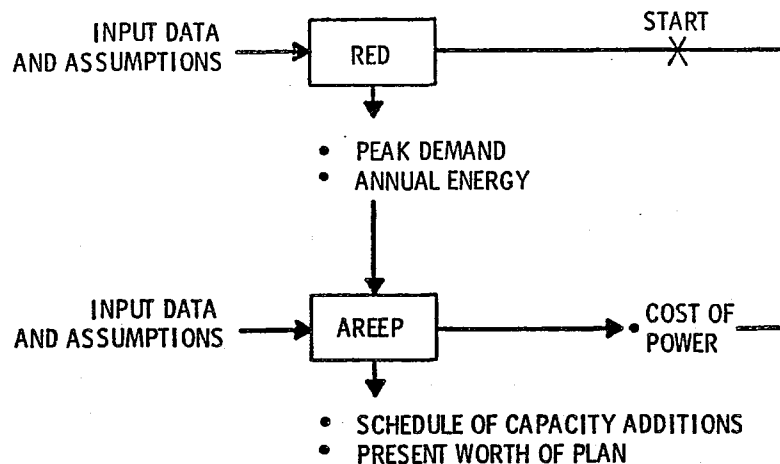 INPUT DATA
AND ASSUMPTIONS
RED
START
• PEAK DEMAND
• ANNUAL ENERGY
INPUT DATA
AND ASSUMPTIONS
AREEP
• COST OF
POWER
• SCHEDULE OF CAPACITY ADDITIONS
• PRESENT WORTH OF PLAN